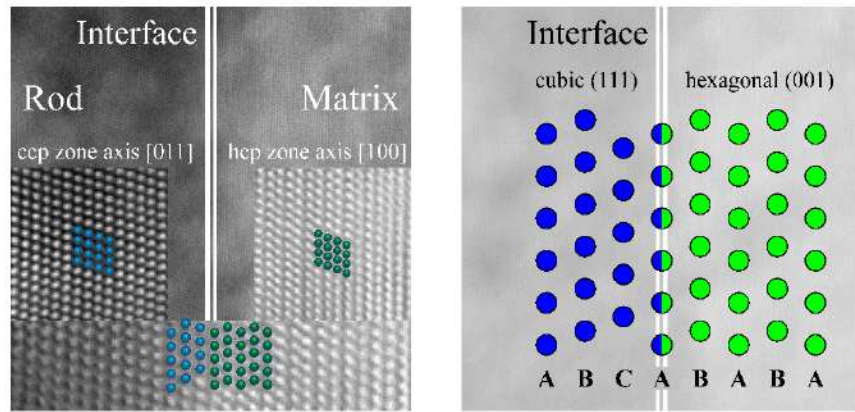 Interface
Rod
Matrix
ccp zone axis [011]
hcp zone axis [100]
Interface
cubic (111)
hexagonal (001)
A B C A B A B A